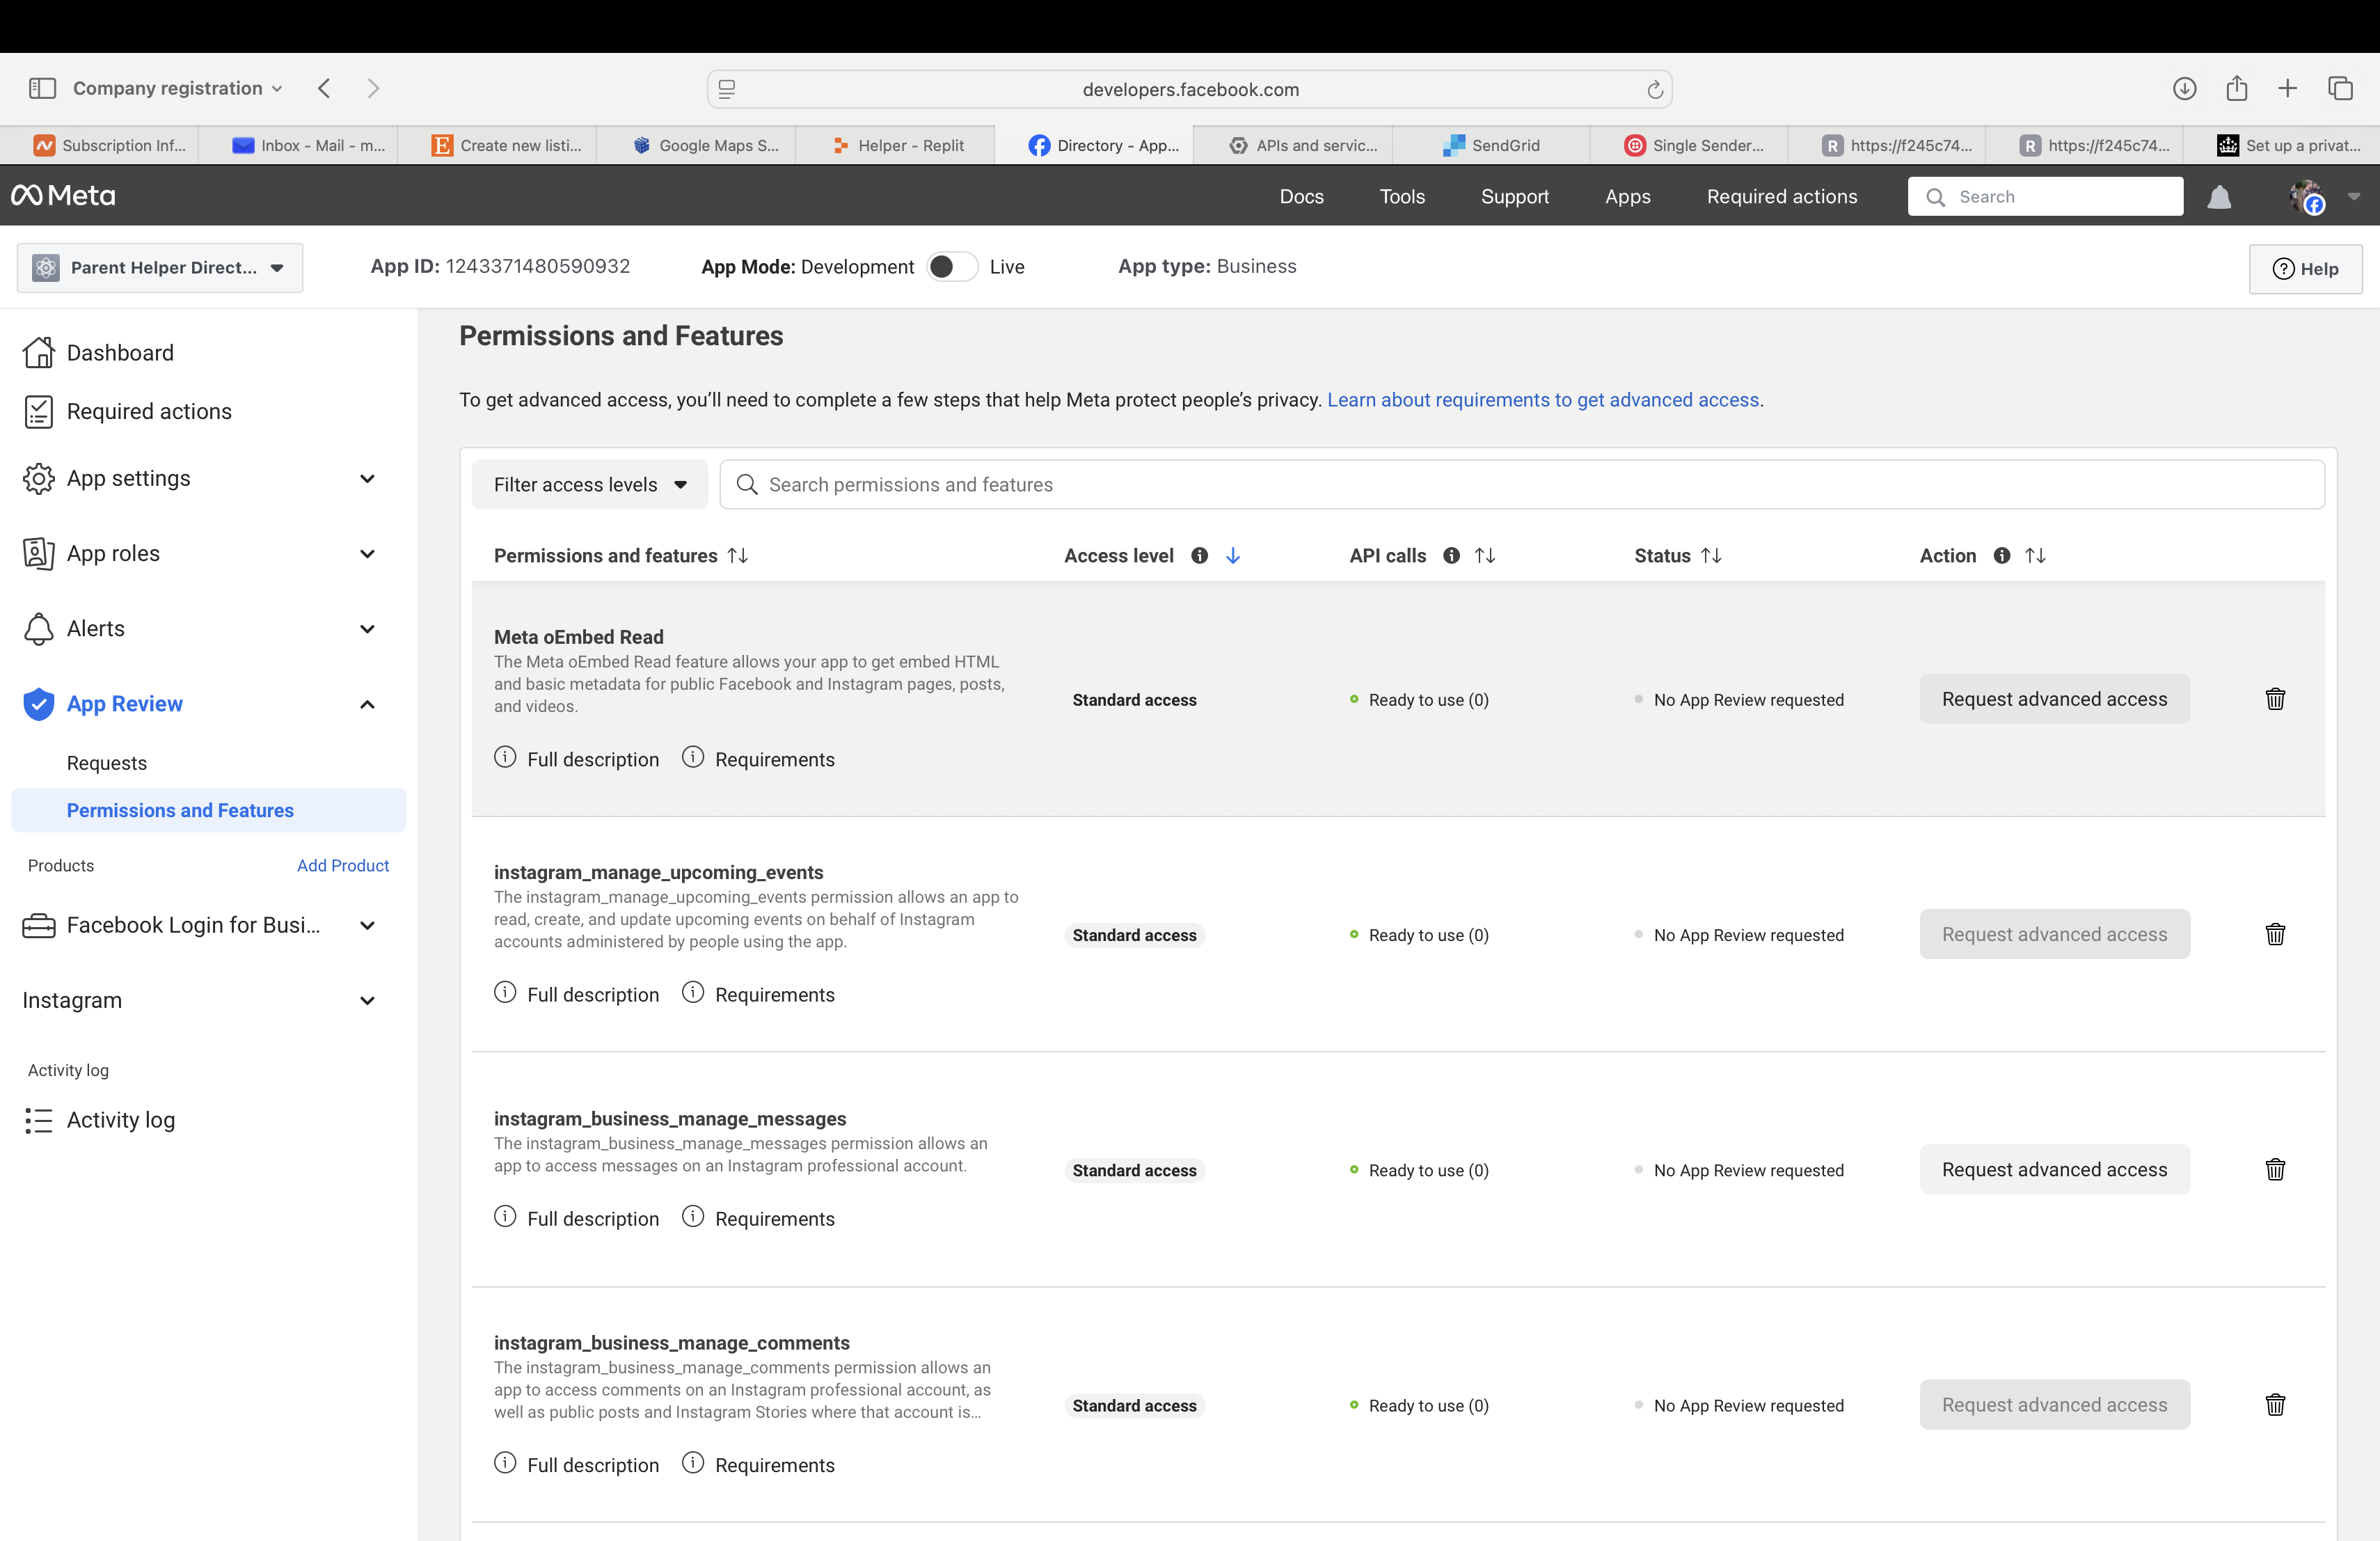 Company registration
developers.facebook.com
Subscription Inf...
Inbox - Mail - m...
Create new listi...
Google Maps S...
Helper - Replit
Directory - App...
APIs and servic...
SendGrid
Single Sender...
https://f245c74...
https://f245c74...
Set up a privat...
Meta
Docs
Tools
Support
Apps
Required actions
Search
Parent Helper Direct...
App ID: 1243371480590932
App Mode: Development
Live
App type: Business
Help
Dashboard
Required actions
App settings
App roles
Alerts
App Review
Requests
Permissions and Features
Products
Add Product
Facebook Login for Busi...
Instagram
Activity log
Activity log
Permissions and Features
To get advanced access, you’ll need to complete a few steps that help Meta protect people’s privacy. Learn about requirements to get advanced access.
Filter access levels
Search permissions and features
Permissions and features
Access level
API calls
Status
Action
Meta oEmbed Read
The Meta oEmbed Read feature allows your app to get embed HTML
and basic metadata for public Facebook and Instagram pages, posts,
and videos.
Full description
Requirements
Standard access
Ready to use (0)
No App Review requested
Request advanced access
instagram_manage_upcoming_events
The instagram_manage_upcoming_events permission allows an app to
read, create, and update upcoming events on behalf of Instagram
accounts administered by people using the app.
Full description
Requirements
Standard access
Ready to use (0)
No App Review requested
Request advanced access
instagram_business_manage_messages
The instagram_business_manage_messages permission allows an
app to access messages on an Instagram professional account.
Full description
Requirements
Standard access
Ready to use (0)
No App Review requested
Request advanced access
instagram_business_manage_comments
The instagram_business_manage_comments permission allows an
app to access comments on an Instagram professional account, as
well as public posts and Instagram Stories where that account is...
Full description
Requirements
Standard access
Ready to use (0)
No App Review requested
Request advanced access